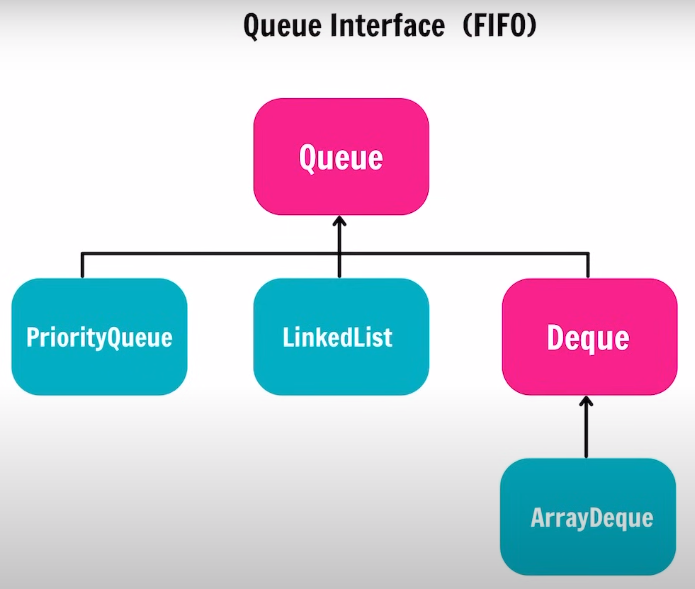 Queue Interface (FIFO)
Queue
PriorityQueue
LinkedList
Deque
ArrayDeque